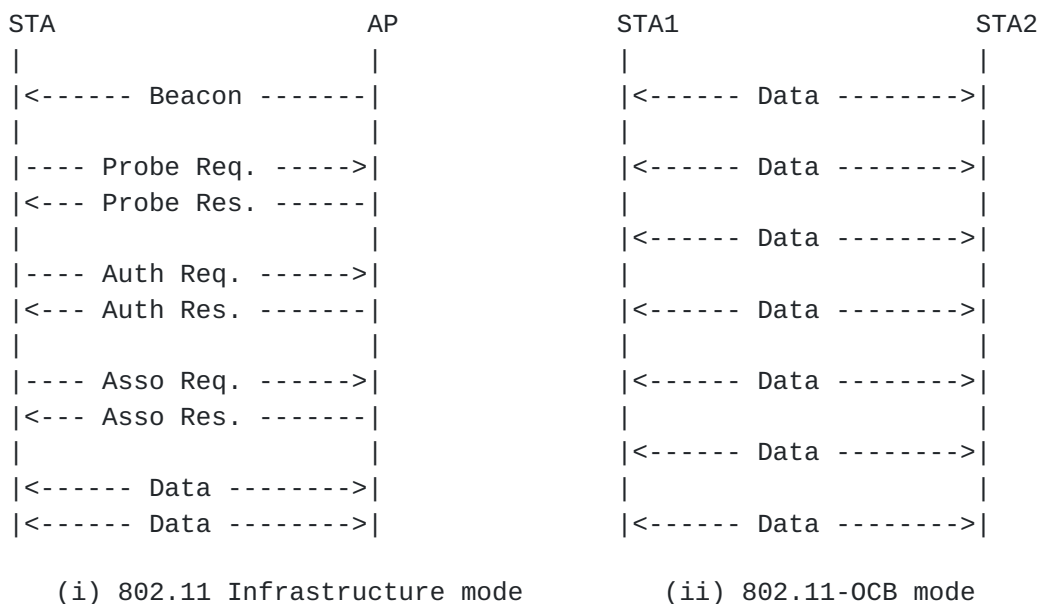 STA                    AP              STA1                   STA2
|                      |               |                      |
|<------ Beacon -------|               |<------ Data -------->|
|                      |               |                      |
|---- Probe Req. ----->|               |<------ Data -------->|
|<--- Probe Res. ------|               |                      |
|                      |               |<------ Data -------->|
|---- Auth Req. ------>|               |                      |
|<--- Auth Res. -------|               |<------ Data -------->|
|                      |               |                      |
|---- Asso Req. ------>|               |<------ Data -------->|
|<--- Asso Res. -------|               |                      |
|                      |               |<------ Data -------->|
|<------ Data -------->|               |                      |
|<------ Data -------->|               |<------ Data -------->|
(i) 802.11 Infrastructure mode         (ii) 802.11-OCB mode